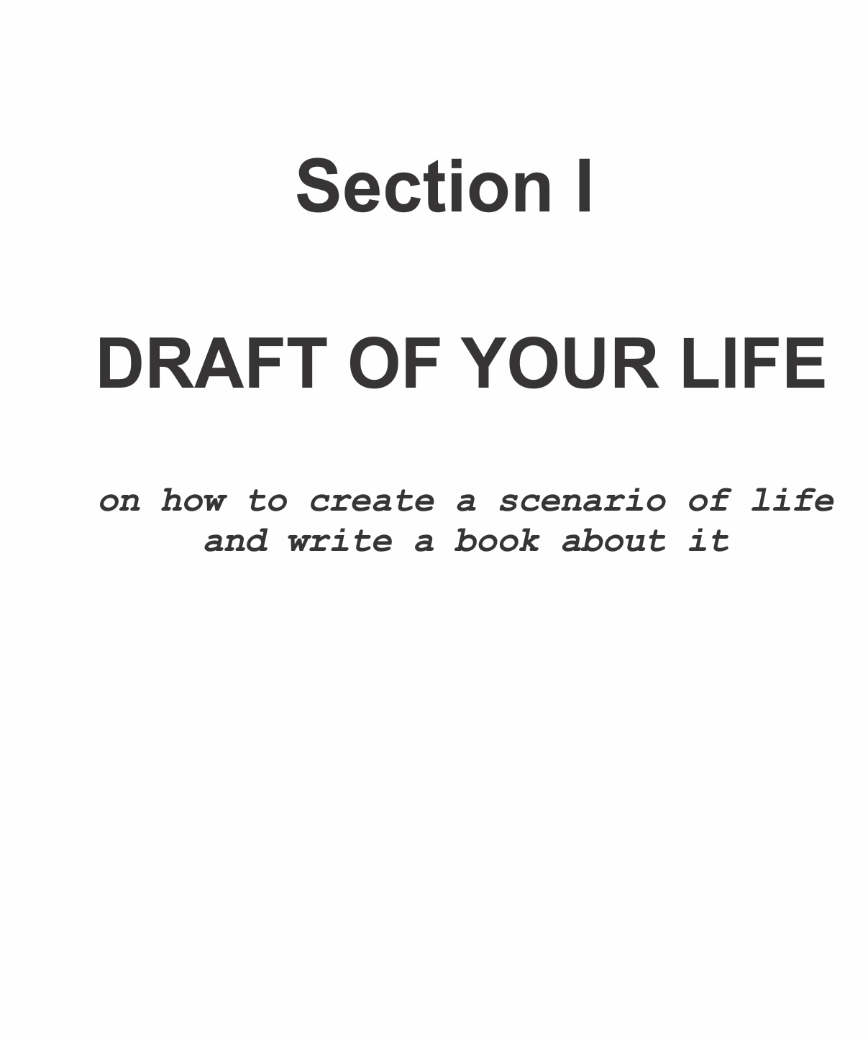 Section I
DRAFT OF YOUR LIFE
on how to create a scenario of life
and write a book about it